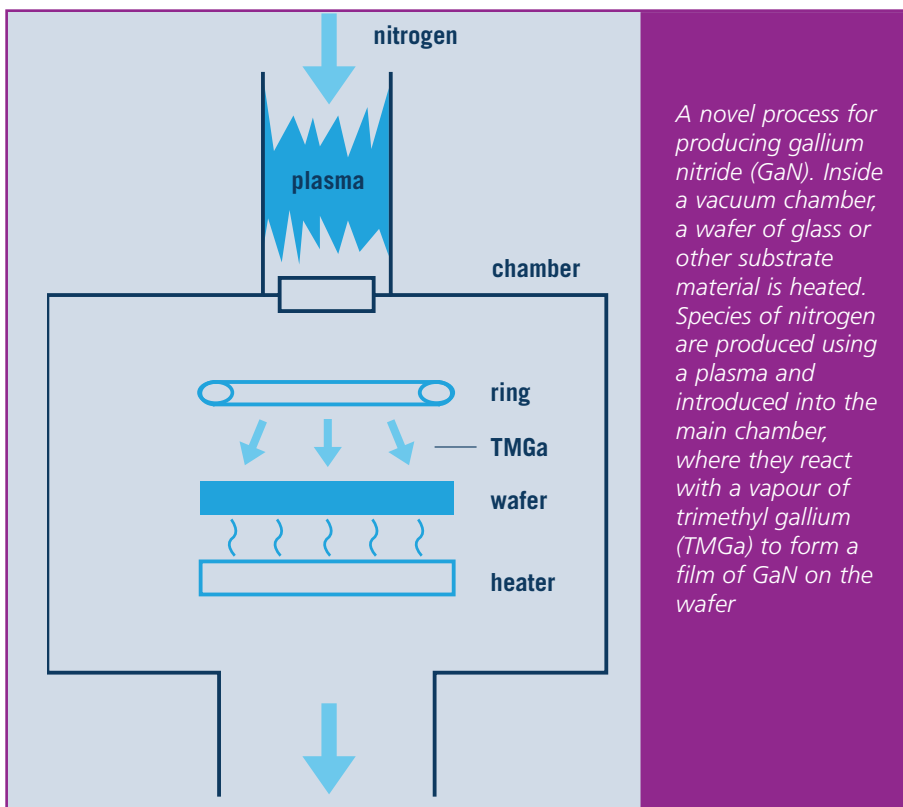 nitrogen
plasma
chamber
ring
TMGa
wafer
heater
A novel process for
producing gallium
nitride (GaN). Inside
a vacuum chamber,
a wafer of glass or
other substrate
material is heated.
Species of nitrogen
are produced using
a plasma and
introduced into the
main chamber,
where they react
with a vapour of
trimethyl gallium
(TMGa) to form a
film of GaN on the
wafer